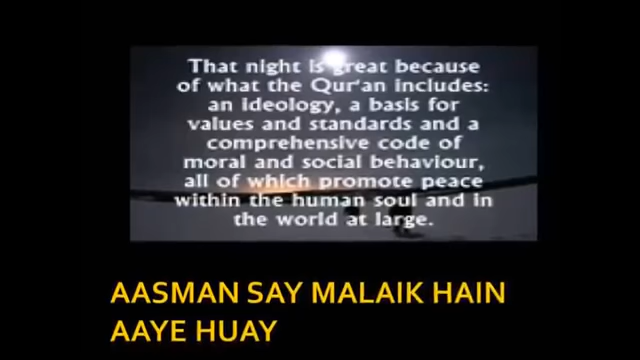 That night is great because
of what the Qur'an includes:
an ideology, a basis for
values and standards and a
comprehensive code of
moral and social behaviour,
all of which promote peace
within the human soul and in
the world at large.
AASMAN SAY MALAIK HAIN
AAYE HUAY